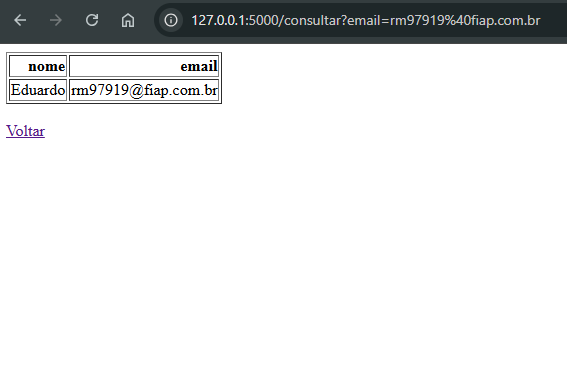 127.0.0.1:5000/consultar?email=rm97919%40fiap.com.br
nome email
Eduardo rm97919@fiap.com.br
Voltar